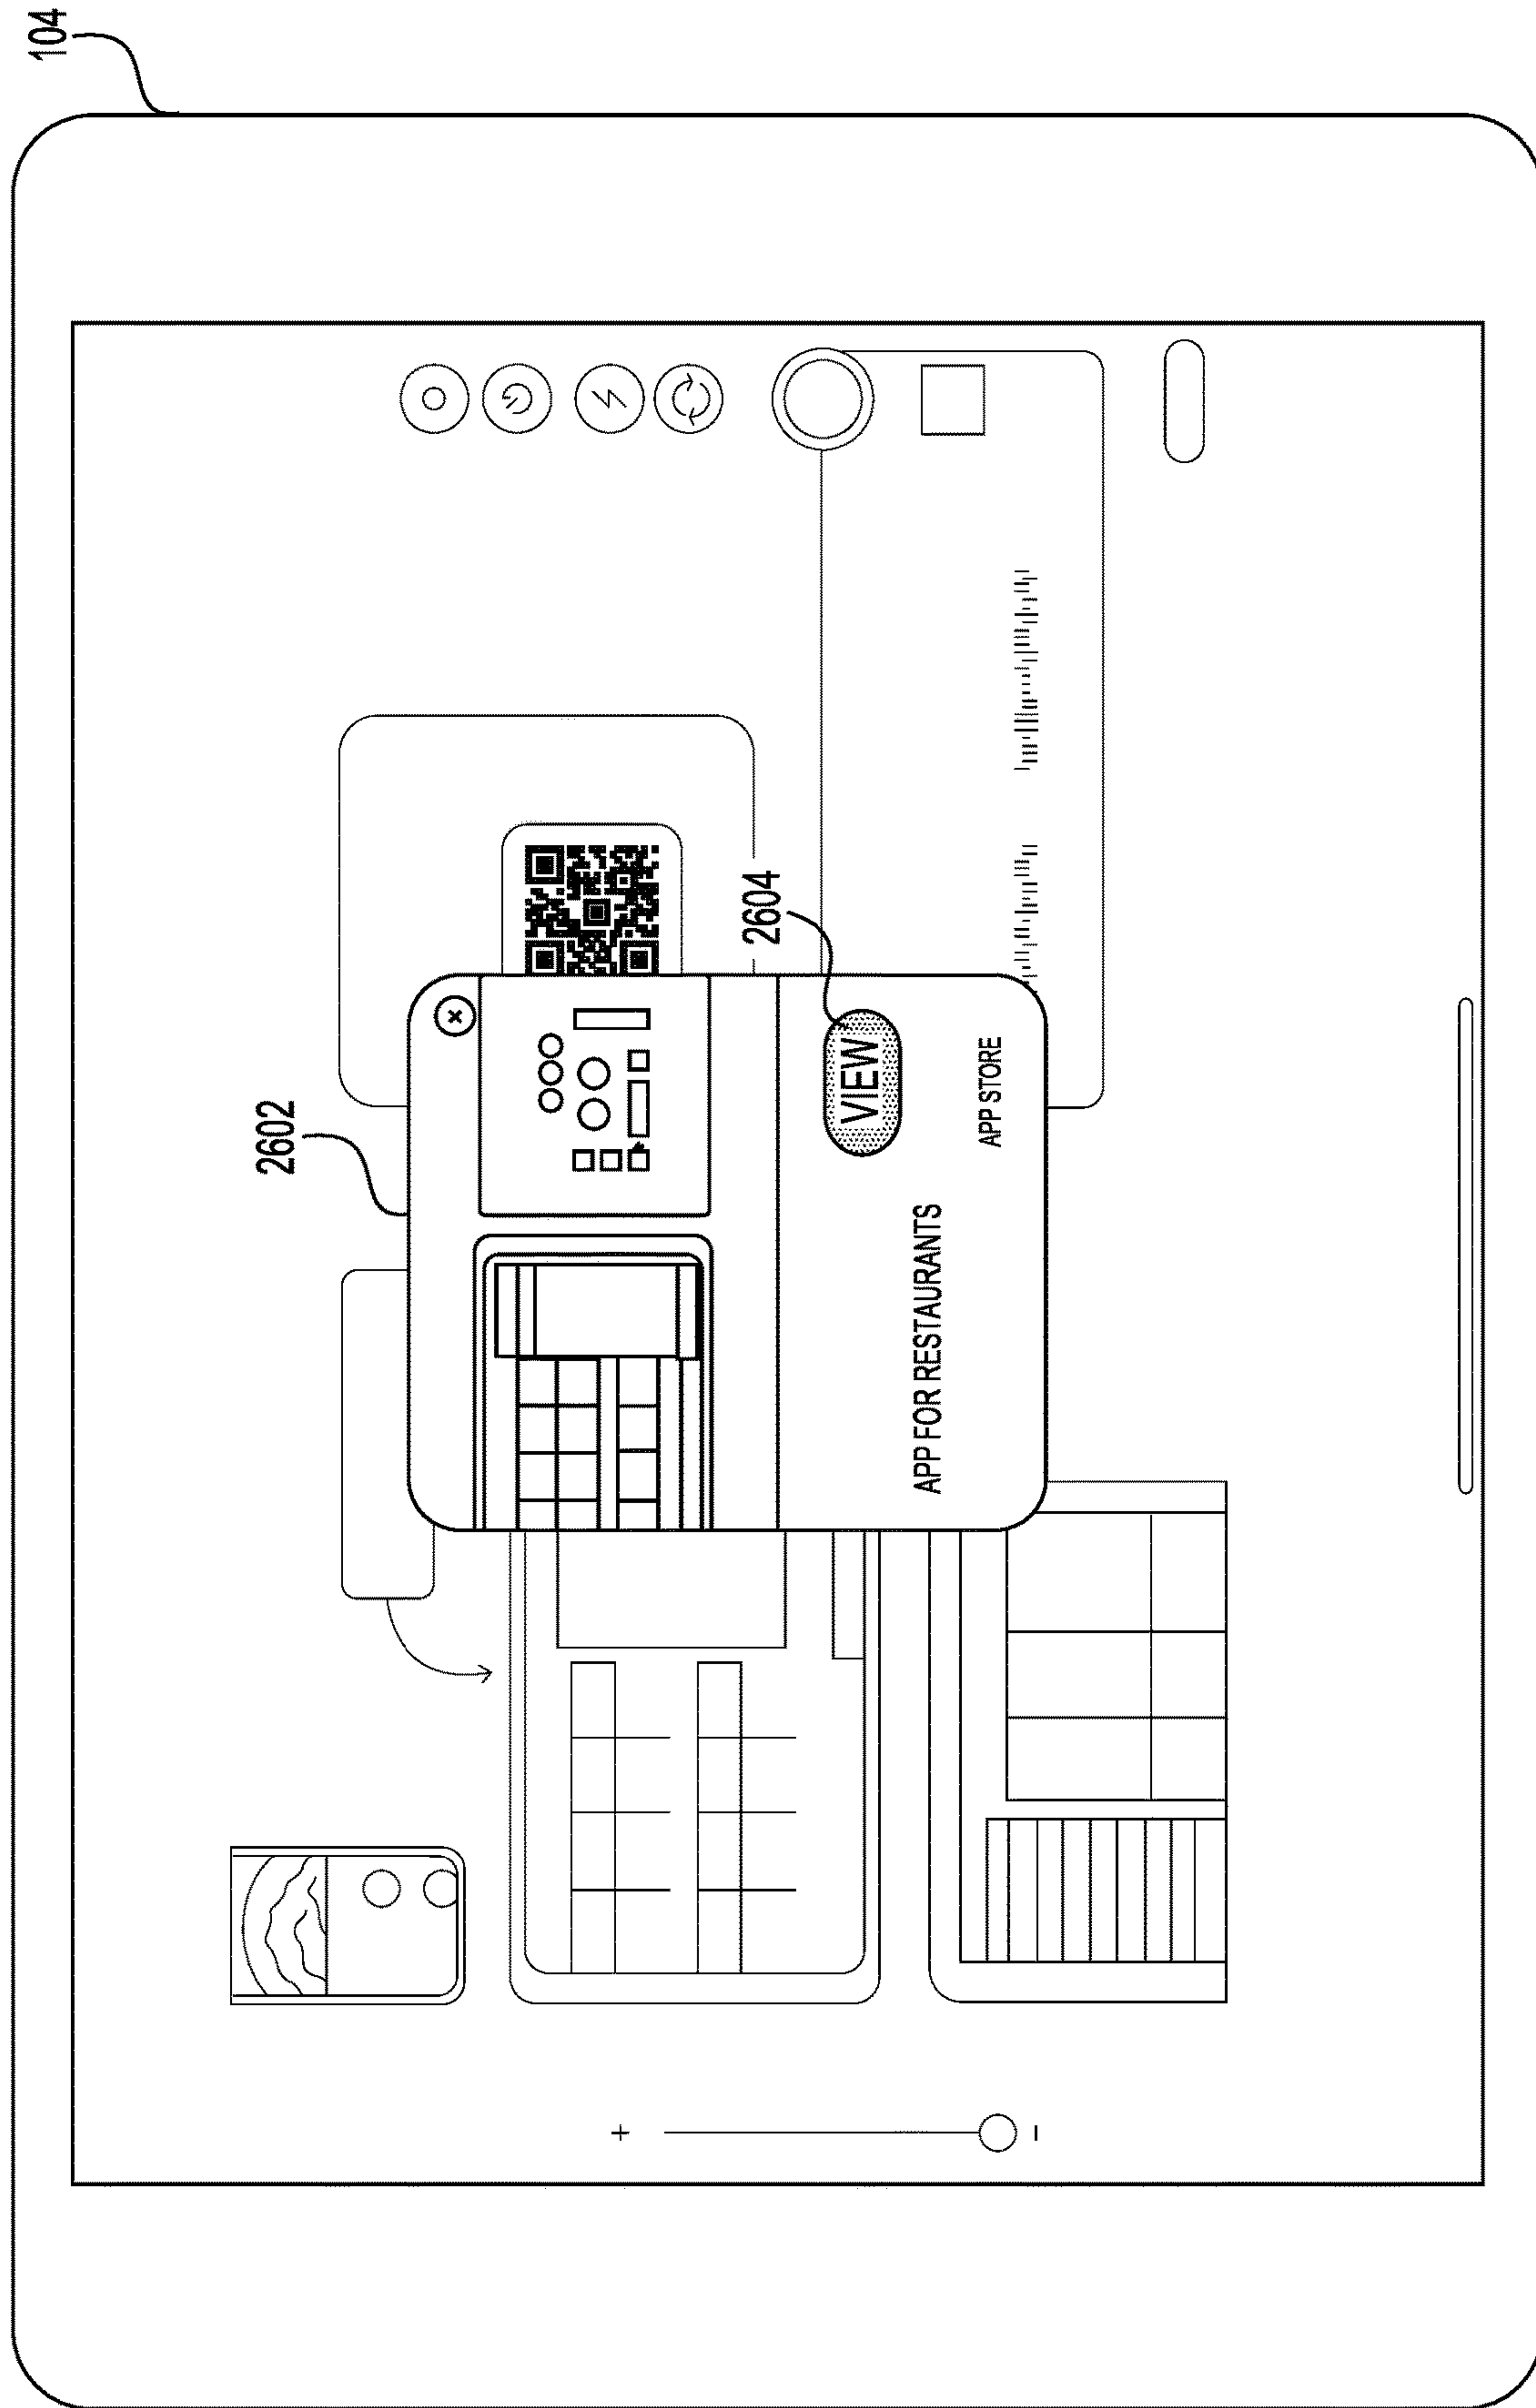 104
2602
2604
VIEW
APP FOR RESTAURANTS
APP STORE
+
-